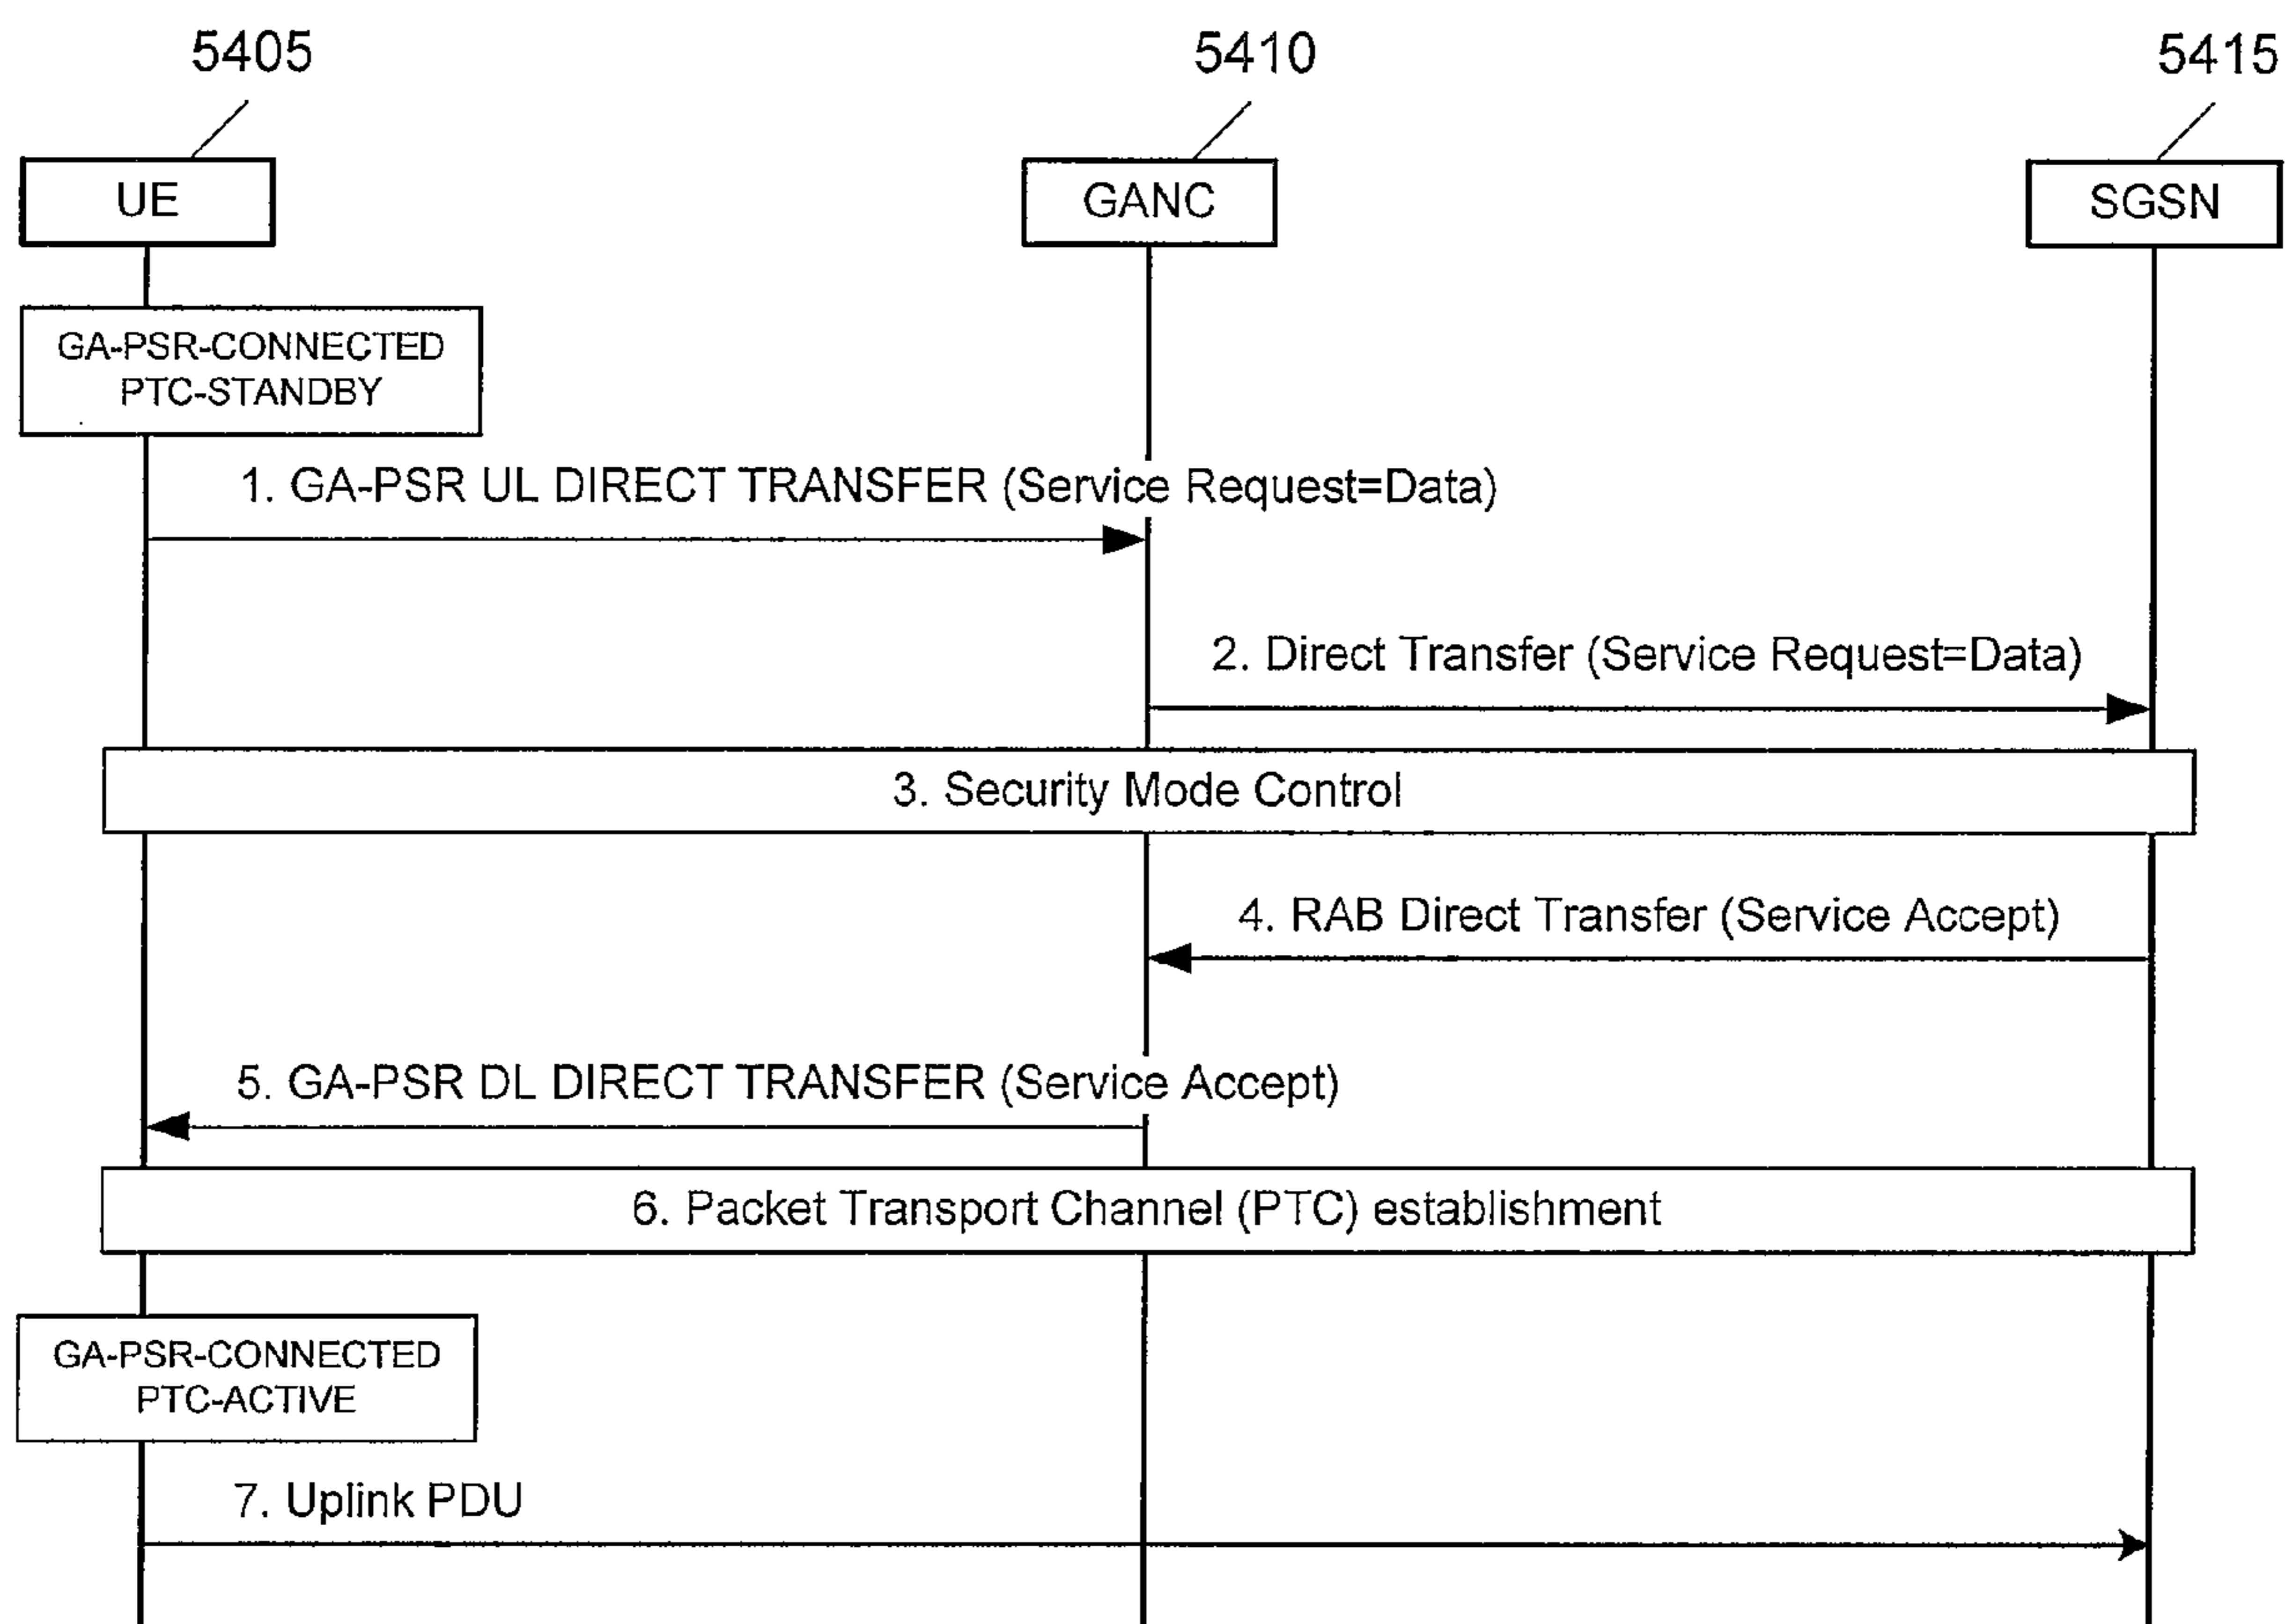 5405
5410
5415
UE
GANC
SGSN
GA-PSR-CONNECTED
PTC-STANDBY
1. GA-PSR UL DIRECT TRANSFER (Service Request=Data)
2. Direct Transfer (Service Request=Data)
3. Security Mode Control
4. RAB Direct Transfer (Service Accept)
5. GA-PSR DL DIRECT TRANSFER (Service Accept)
6. Packet Transport Channel (PTC) establishment
GA-PSR-CONNECTED
PTC-ACTIVE
7. Uplink PDU